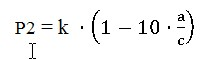 P2 = k · (1 − 10 · a/c)